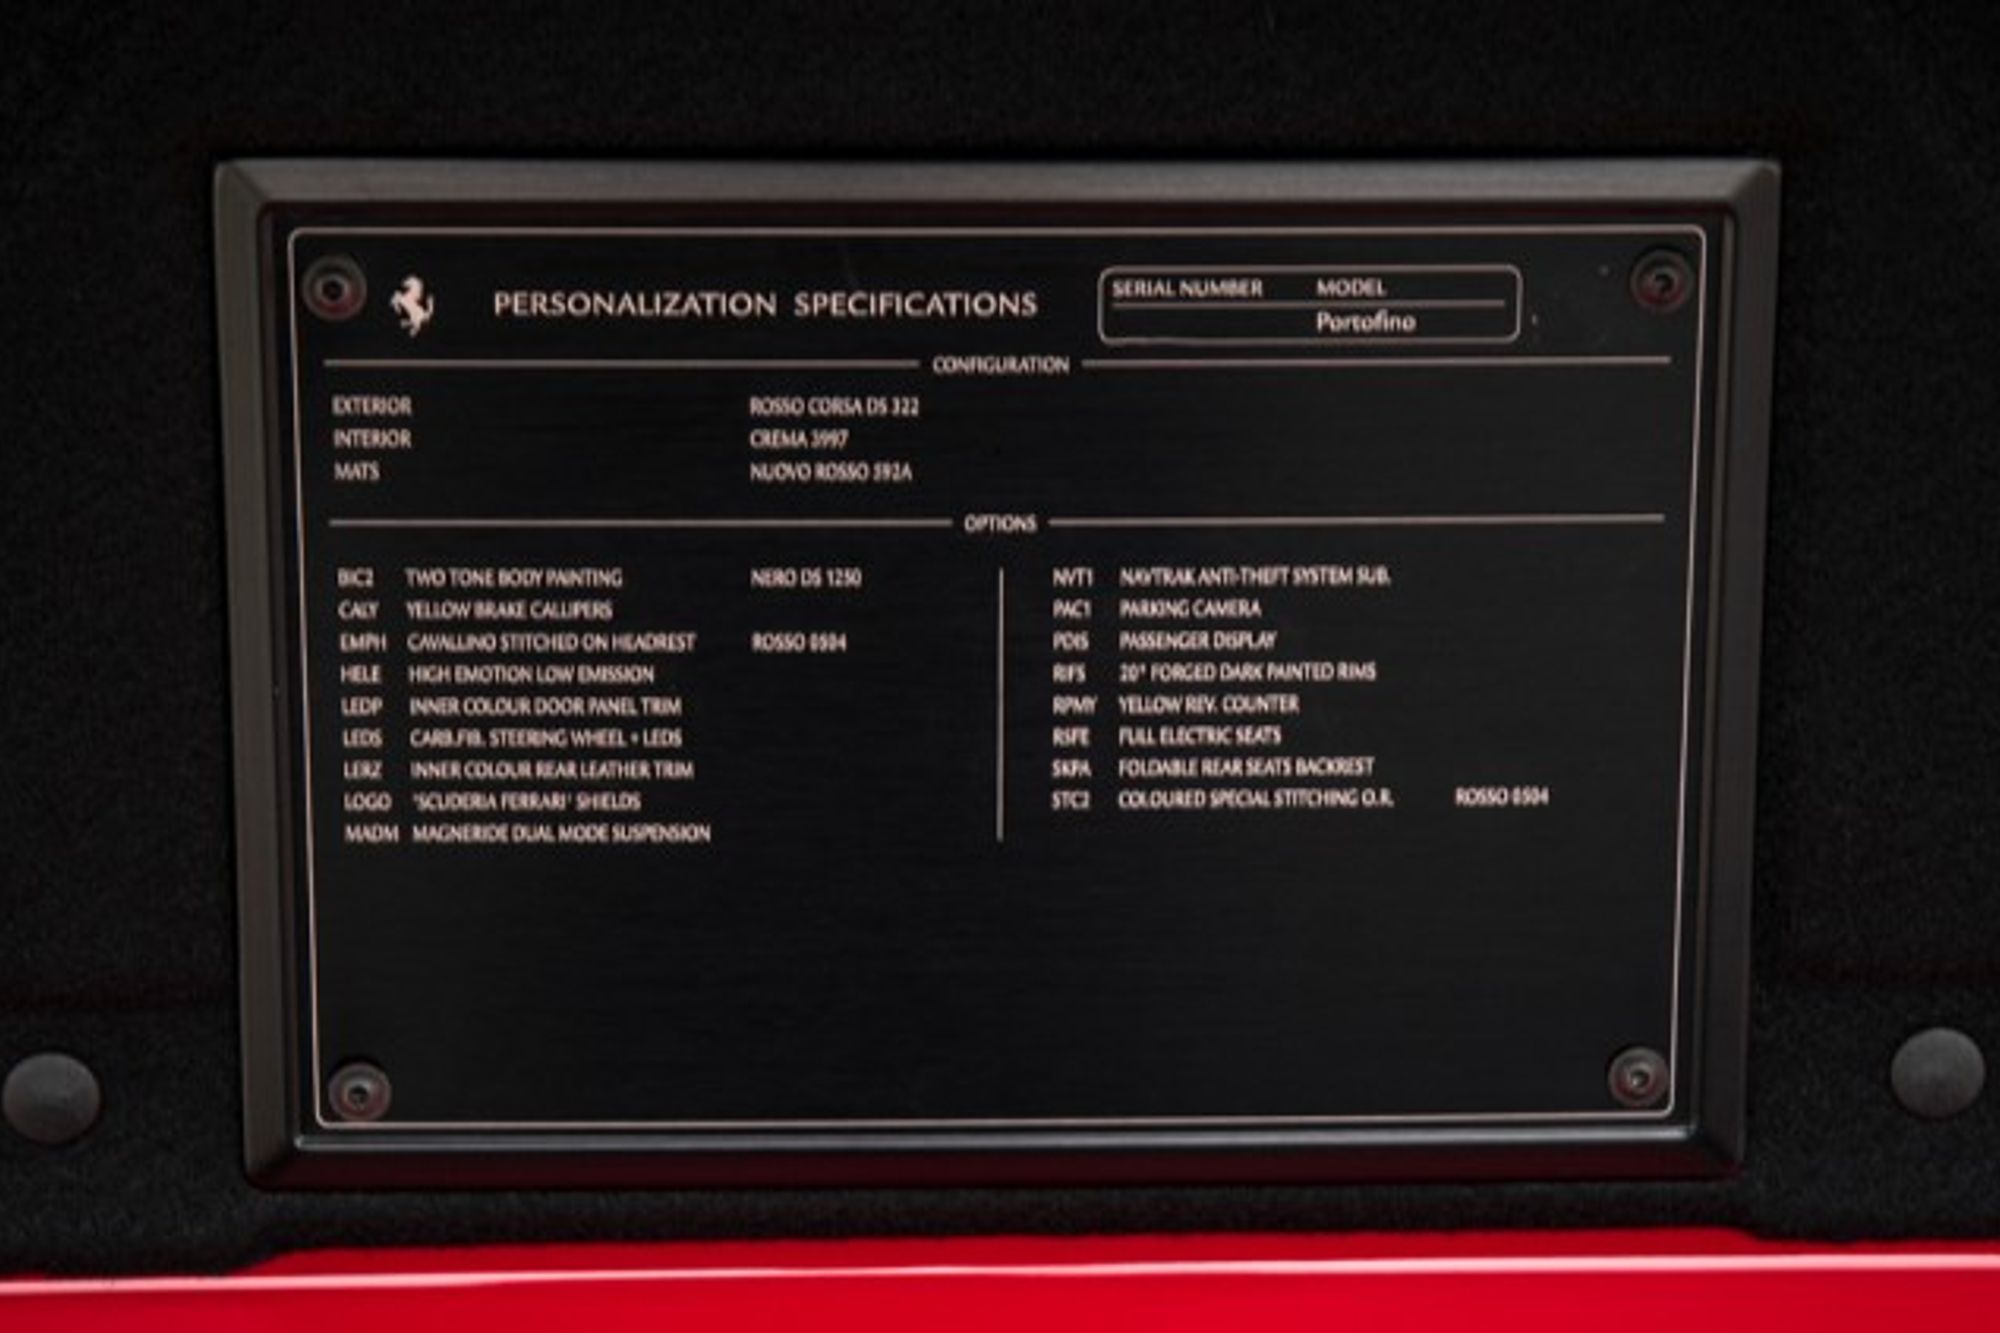 PERSONALIZATION SPECIFICATIONS
SERIAL NUMBER MODEL
Portofino
CONFIGURATION
EXTERIOR ROSSO CORSA DS 322
INTERIOR CREMA 3997
MATS NUOVO ROSSO 592A
OPTIONS
BIC2 TWO TONE BODY PAINTING NERO DS 1250
CALY YELLOW BRAKE CALLIPERS
EMPH CAVALLINO STITCHED ON HEADREST ROSSO 0504
HELE HIGH EMOTION LOW EMISSION
LEDP INNER COLOUR DOOR PANEL TRIM
LEDS CARB.FIB. STEERING WHEEL + LEDS
LERZ INNER COLOUR REAR LEATHER TRIM
LOGO 'SCUDERIA FERRARI' SHIELDS
MADM MAGNERIDE DUAL MODE SUSPENSION
NVT1 NAVTRAK ANTI-THEFT SYSTEM SUB.
PAC1 PARKING CAMERA
PDIS PASSENGER DISPLAY
RIFS 20" FORGED DARK PAINTED RIMS
RPMY YELLOW REV. COUNTER
RSFE FULL ELECTRIC SEATS
SKPA FOLDABLE REAR SEATS BACKREST
STC2 COLOURED SPECIAL STITCHING O.R. ROSSO 0504